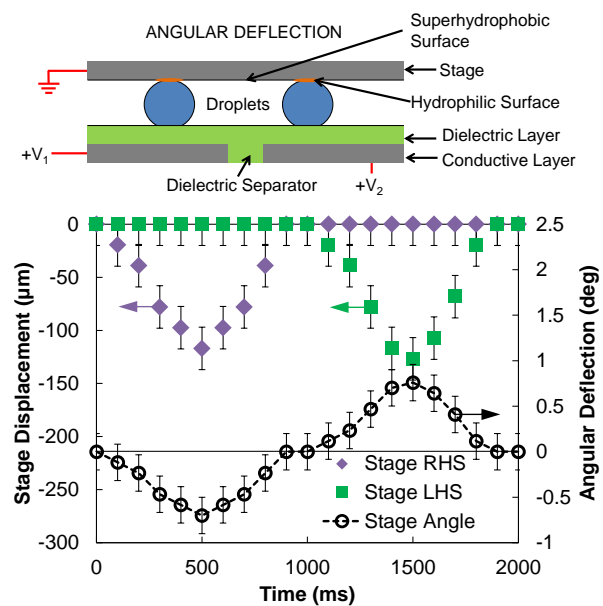 ANGULAR DEFLECTION
Superhydrophobic
Surface
Stage
Hydrophilic Surface
Droplets
Dielectric Layer
Conductive Layer
+V1
Dielectric Separator
+V2
Stage Displacement (µm)
0
-50
-100
-150
-200
-250
-300
2.5
2
1.5
1
0.5
0
-0.5
-1
Angular Deflection (deg)
Stage RHS
Stage LHS
Stage Angle
0
500
1000
1500
2000
Time (ms)